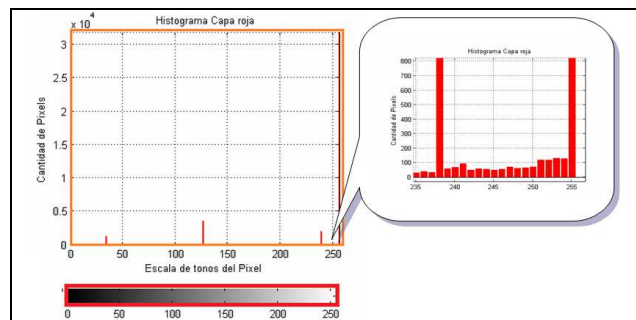 Histograma Capa roja
x 10^4
3
2.5
2
1.5
1
0.5
0
Cantidad de Pixels
0 50 100 150 200 250
Escala de tonos del Pixel
0 50 100 150 200 250
Histograma Capa roja
800
700
600
500
400
300
200
100
0
Cantidad de Pixels
235 240 245 250 255